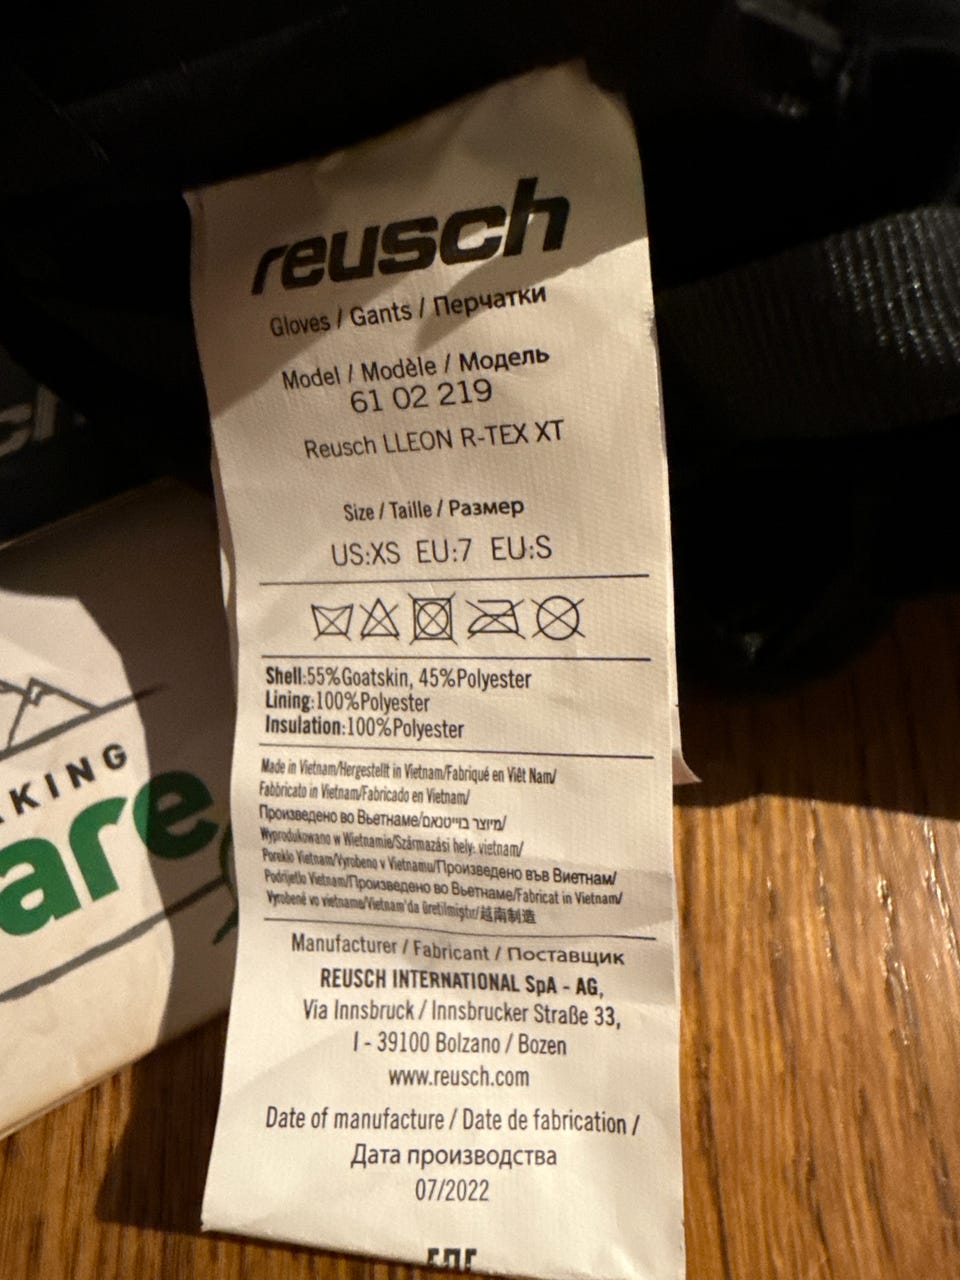 reusch
Gloves / Gants / Перчатки
Model / Modèle / Модель
61 02 219
Reusch LLEON R-TEX XT
Size / Taille / Размер
US:XS EU:7 EU:S
Shell:55%Goatskin, 45%Polyester
Lining:100%Polyester
Insulation:100%Polyester
Made in Vietnam/Hergestellt in Vietnam/Fabriqué en Viêt Nam/
Fabbricato in Vietnam/Fabricado en Vietnam/
Произведено во Вьетнаме/מיוצר בוייטנאם/
Wyprodukowano w Wietnamie/Származási hely: vietnam/
Poreklo Vietnam/Vyrobeno v Vietnamu/Произведено във Виетнам/
Podrijetlo Vietnam/Произведено во Вьетнаме/Fabricat in Vietnam/
Vyrobené vo vietname/Vietnam'da üretilmiştir/越南制造
Manufacturer / Fabricant / Поставщик
REUSCH INTERNATIONAL SpA - AG,
Via Innsbruck / Innsbrucker Straße 33,
I - 39100 Bolzano / Bozen
www.reusch.com
Date of manufacture / Date de fabrication /
Дата производства
07/2022
KING
are